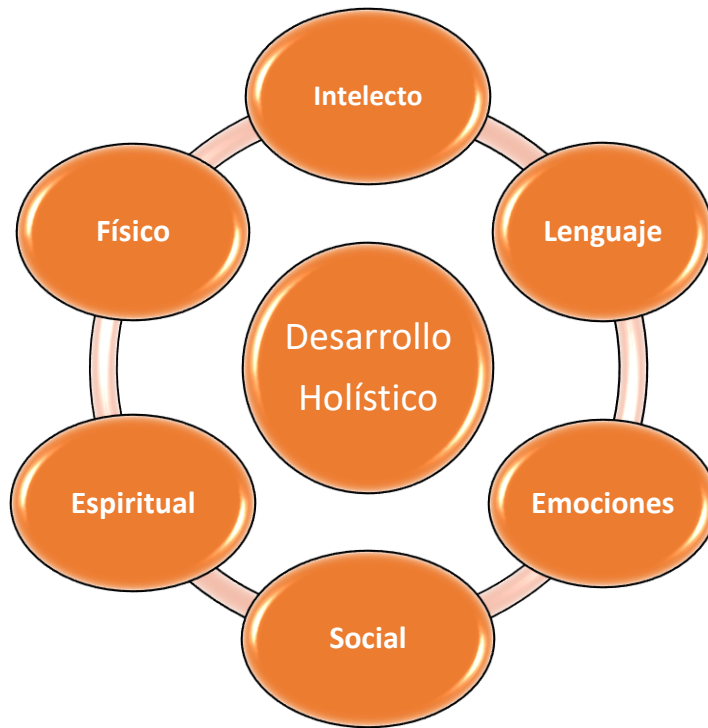 Intelecto
Físico
Lenguaje
Desarrollo
Holístico
Espiritual
Emociones
Social